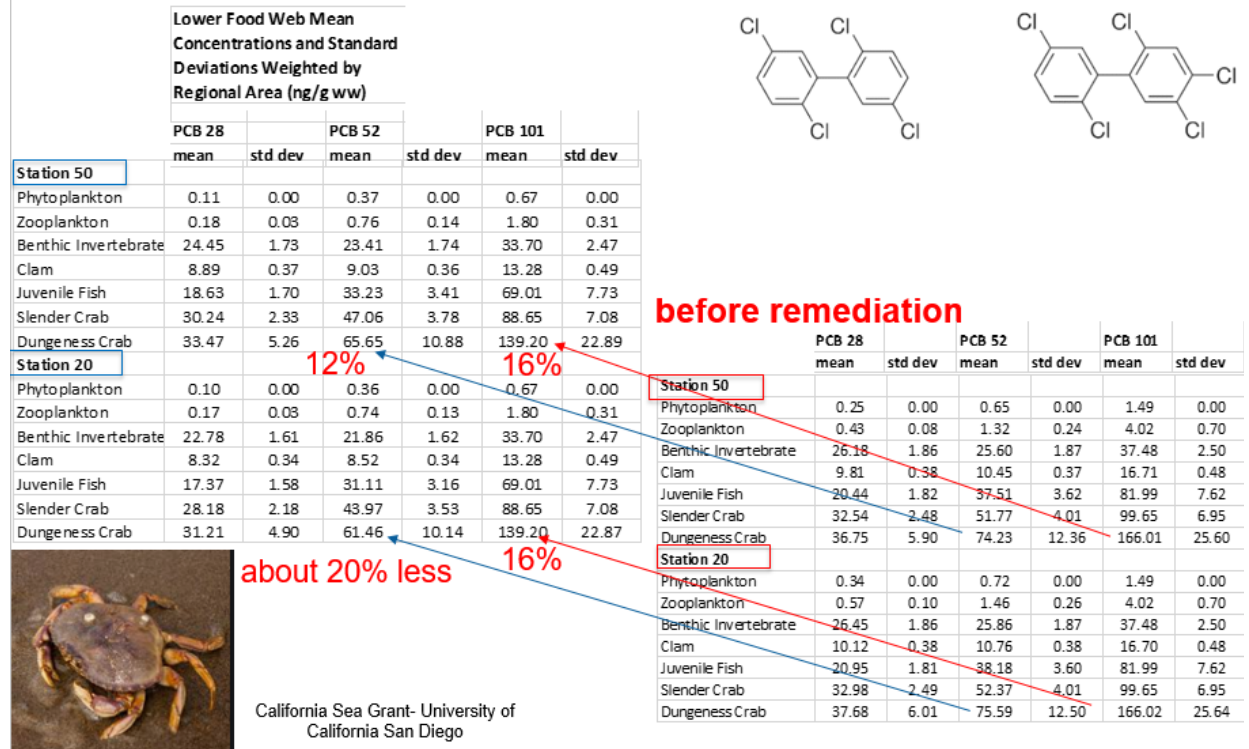 Lower Food Web Mean
Concentrations and Standard
Deviations Weighted by
Regional Area (ng/g ww)
PCB 28 PCB 52 PCB 101
mean std dev mean std dev mean std dev
Station 50
Phytoplankton 0.11 0.00 0.37 0.00 0.67 0.00
Zooplankton 0.18 0.03 0.76 0.14 1.80 0.31
Benthic Invertebrate 24.45 1.73 23.41 1.74 33.70 2.47
Clam 8.89 0.37 9.03 0.36 13.28 0.49
Juvenile Fish 18.63 1.70 33.23 3.41 69.01 7.73
Slender Crab 30.24 2.33 47.06 3.78 88.65 7.08
Dungeness Crab 33.47 5.26 65.65 10.88 139.20 22.89
12% 16%
Station 20
Phytoplankton 0.10 0.00 0.36 0.00 0.67 0.00
Zooplankton 0.17 0.03 0.74 0.13 1.80 0.31
Benthic Invertebrate 22.78 1.61 21.86 1.62 33.70 2.47
Clam 8.32 0.34 8.52 0.34 13.28 0.49
Juvenile Fish 17.37 1.58 31.11 3.16 69.01 7.73
Slender Crab 28.18 2.18 43.97 3.53 88.65 7.08
Dungeness Crab 31.21 4.90 61.46 10.14 139.20 22.87
about 20% less 16%
California Sea Grant- University of
California San Diego
Cl Cl Cl Cl
Cl Cl Cl Cl Cl
before remediation
PCB 28 PCB 52 PCB 101
mean std dev mean std dev mean std dev
Station 50
Phytoplankton 0.25 0.00 0.65 0.00 1.49 0.00
Zooplankton 0.43 0.08 1.32 0.24 4.02 0.70
Benthic Invertebrate 26.18 1.86 25.60 1.87 37.48 2.50
Clam 9.81 0.38 10.45 0.37 16.71 0.48
Juvenile Fish 20.44 1.82 37.51 3.62 81.99 7.62
Slender Crab 32.54 2.48 51.77 4.01 99.65 6.95
Dungeness Crab 36.75 5.90 74.23 12.36 166.01 25.60
Station 20
Phytoplankton 0.34 0.00 0.72 0.00 1.49 0.00
Zooplankton 0.57 0.10 1.46 0.26 4.02 0.70
Benthic Invertebrate 26.45 1.86 25.86 1.87 37.48 2.50
Clam 10.12 0.38 10.76 0.38 16.70 0.48
Juvenile Fish 20.95 1.81 38.18 3.60 81.99 7.62
Slender Crab 32.98 2.49 52.37 4.01 99.65 6.95
Dungeness Crab 37.68 6.01 75.59 12.50 166.02 25.64